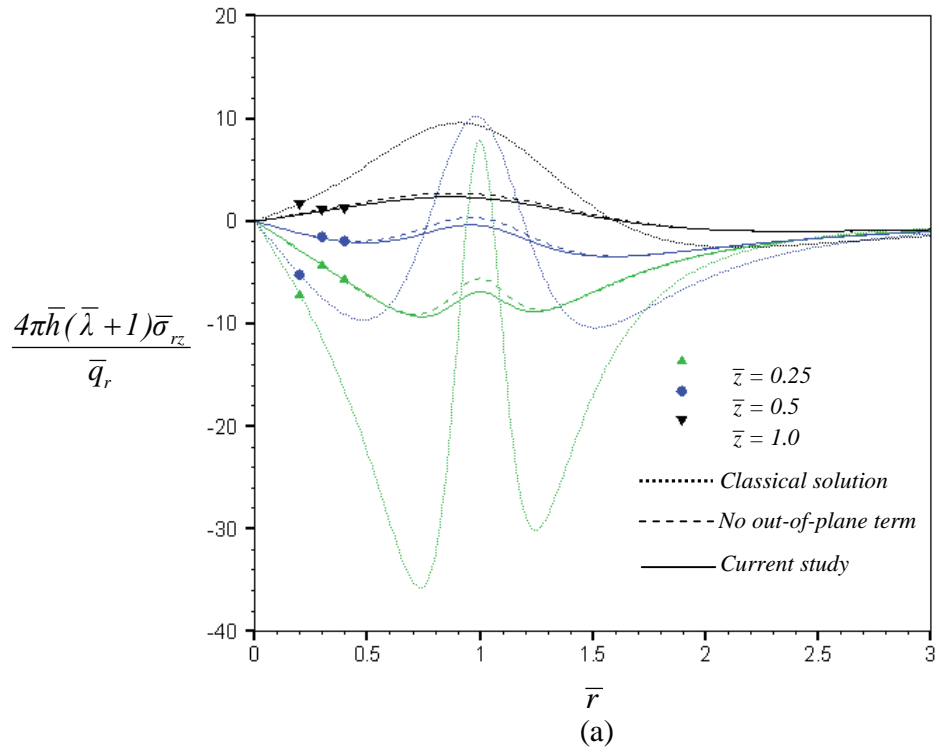 20
10
0
-10
-20
-30
-40
0 0.5 1 1.5 2 2.5 3
4πh̅(λ̅+1)σ̅rz
q̅r
z̅ = 0.25
z̅ = 0.5
z̅ = 1.0
Classical solution
No out-of-plane term
Current study
r̅
(a)